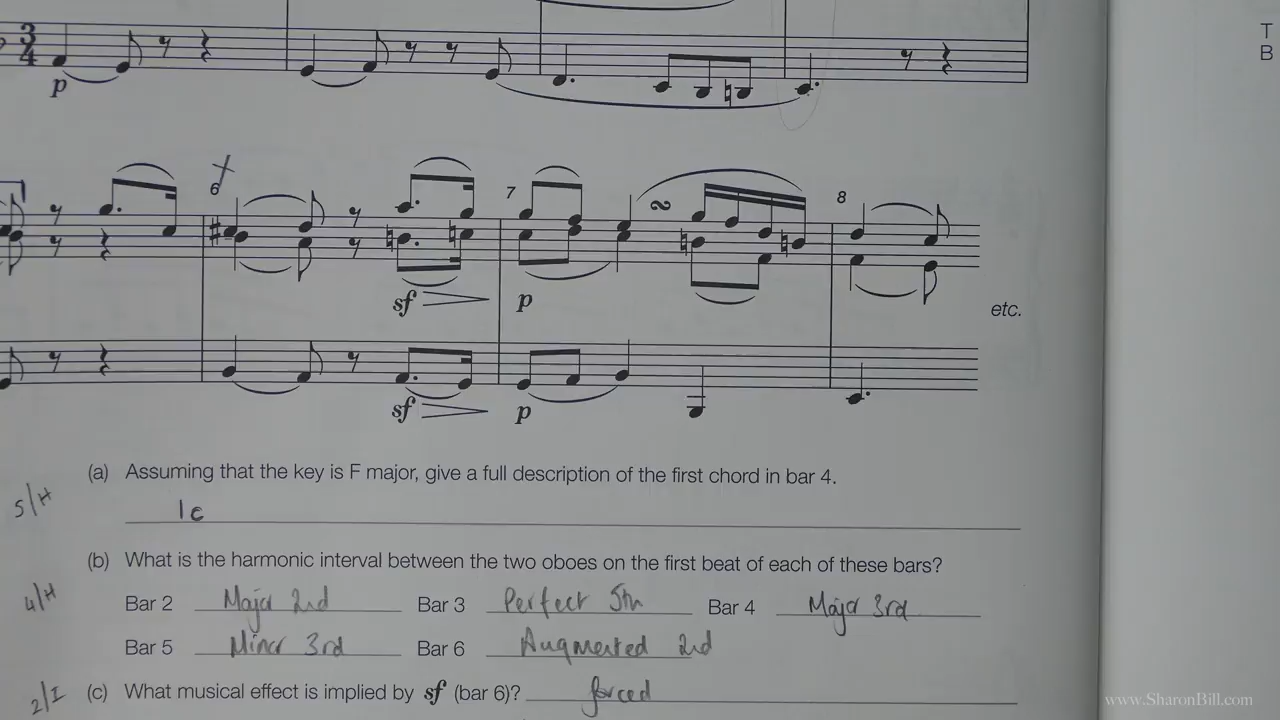 T
B
3
4
p
6
7
8
sf
p
etc.
sf
p
(a) Assuming that the key is F major, give a full description of the first chord in bar 4.
5/H
Ic
(b) What is the harmonic interval between the two oboes on the first beat of each of these bars?
4/H
Bar 2 Major 2nd Bar 3 Perfect 5th Bar 4 Major 3rd
Bar 5 Minor 3rd Bar 6 Augmented 2nd
2/I (c) What musical effect is implied by sf (bar 6)? forced
www.SharonBill.com